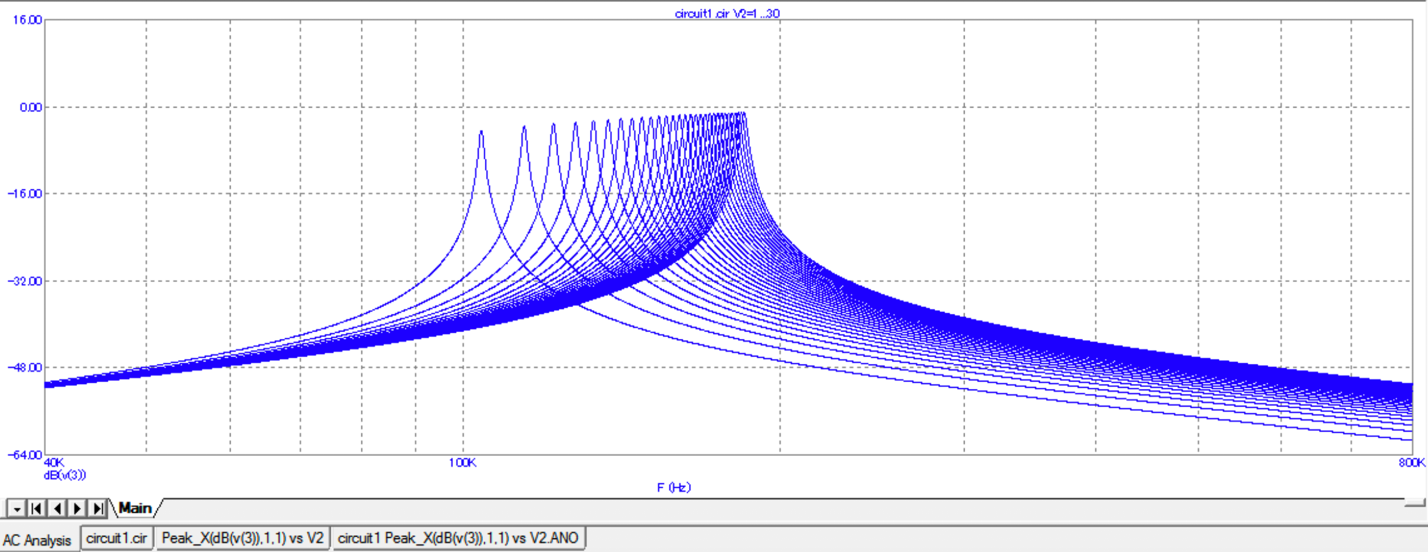 circuit1.cir V2=1...30
16.00
0.00
-16.00
-32.00
-48.00
-64.00
40K 100K 800K
dB(v(3))
F (Hz)
Main
AC Analysis circuit1.cir Peak_X(dB(v(3)),1,1) vs V2 circuit1 Peak_X(dB(v(3)),1,1) vs V2.ANO